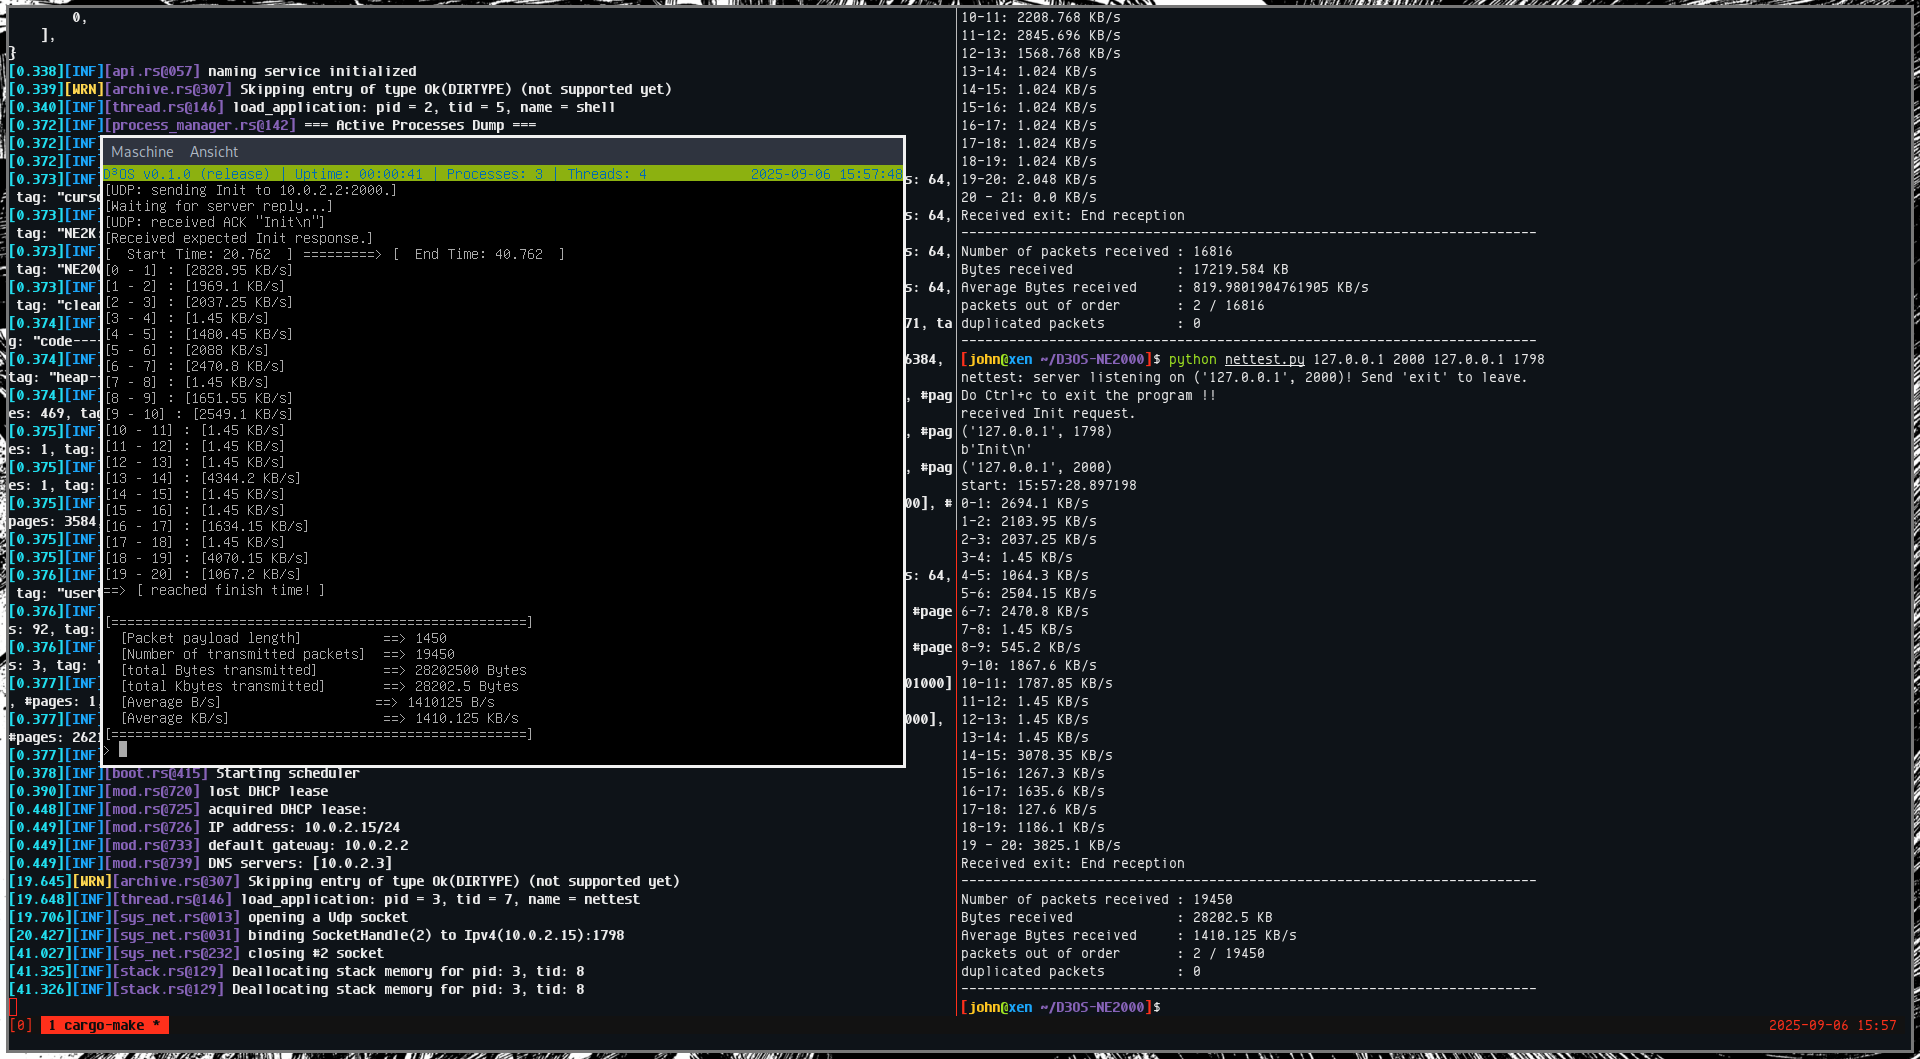 0,
    ],
}
[0.338][INF][api.rs@057] naming service initialized
[0.339][WRN][archive.rs@307] Skipping entry of type Ok(DIRTYPE) (not supported yet)
[0.340][INF][thread.rs@146] load_application: pid = 2, tid = 5, name = shell
[0.372][INF][process_manager.rs@142] === Active Processes Dump ===
[0.372][INF]
[0.372][INF]
[0.373][INF] s: 64,
 tag: "curso
[0.373][INF] s: 64,
 tag: "NE2K
[0.373][INF] s: 64,
 tag: "NE200
[0.373][INF] s: 64,
 tag: "clean
[0.374][INF] 71, ta
g: "code---
[0.374][INF] 6384,
tag: "heap--
[0.374][INF] , #pag
es: 469, tag
[0.375][INF] , #pag
es: 1, tag:
[0.375][INF] , #pag
es: 1, tag:
[0.375][INF] 00], #
pages: 3584,
[0.375][INF]
[0.375][INF]
[0.376][INF] s: 64,
 tag: "usert
[0.376][INF] #page
s: 92, tag:
[0.376][INF] #page
s: 3, tag: "
[0.377][INF] 01000]
, #pages: 1,
[0.377][INF] 000],
#pages: 2621
[0.377][INF]
[0.378][INF][boot.rs@415] Starting scheduler
[0.390][INF][mod.rs@720] lost DHCP lease
[0.448][INF][mod.rs@725] acquired DHCP lease:
[0.449][INF][mod.rs@726] IP address: 10.0.2.15/24
[0.449][INF][mod.rs@733] default gateway: 10.0.2.2
[0.449][INF][mod.rs@739] DNS servers: [10.0.2.3]
[19.645][WRN][archive.rs@307] Skipping entry of type Ok(DIRTYPE) (not supported yet)
[19.648][INF][thread.rs@146] load_application: pid = 3, tid = 7, name = nettest
[19.706][INF][sys_net.rs@013] opening a Udp socket
[20.427][INF][sys_net.rs@031] binding SocketHandle(2) to Ipv4(10.0.2.15):1798
[41.027][INF][sys_net.rs@232] closing #2 socket
[41.325][INF][stack.rs@129] Deallocating stack memory for pid: 3, tid: 8
[41.326][INF][stack.rs@129] Deallocating stack memory for pid: 3, tid: 8
Maschine Ansicht
D³OS v0.1.0 (release) | Uptime: 00:00:41 | Processes: 3 | Threads: 4 2025-09-06 15:57:48
[UDP: sending Init to 10.0.2.2:2000.]
[Waiting for server reply...]
[UDP: received ACK "Init\n"]
[Received expected Init response.]
[  Start Time: 20.762  ] =========> [  End Time: 40.762  ]
[0 - 1] : [2828.95 KB/s]
[1 - 2] : [1969.1 KB/s]
[2 - 3] : [2037.25 KB/s]
[3 - 4] : [1.45 KB/s]
[4 - 5] : [1480.45 KB/s]
[5 - 6] : [2088 KB/s]
[6 - 7] : [2470.8 KB/s]
[7 - 8] : [1.45 KB/s]
[8 - 9] : [1651.55 KB/s]
[9 - 10] : [2549.1 KB/s]
[10 - 11] : [1.45 KB/s]
[11 - 12] : [1.45 KB/s]
[12 - 13] : [1.45 KB/s]
[13 - 14] : [4344.2 KB/s]
[14 - 15] : [1.45 KB/s]
[15 - 16] : [1.45 KB/s]
[16 - 17] : [1634.15 KB/s]
[17 - 18] : [1.45 KB/s]
[18 - 19] : [4070.15 KB/s]
[19 - 20] : [1067.2 KB/s]
==> [ reached finish time! ]
[====================================================]
  [Packet payload length]          ==> 1450
  [Number of transmitted packets]  ==> 19450
  [total Bytes transmitted]        ==> 28202500 Bytes
  [total Kbytes transmitted]       ==> 28202.5 Bytes
  [Average B/s]                   ==> 1410125 B/s
  [Average KB/s]                   ==> 1410.125 KB/s
[====================================================]
>
10-11: 2208.768 KB/s
11-12: 2845.696 KB/s
12-13: 1568.768 KB/s
13-14: 1.024 KB/s
14-15: 1.024 KB/s
15-16: 1.024 KB/s
16-17: 1.024 KB/s
17-18: 1.024 KB/s
18-19: 1.024 KB/s
19-20: 2.048 KB/s
20 - 21: 0.0 KB/s
Received exit: End reception
------------------------------------------------------------------------
Number of packets received : 16816
Bytes received             : 17219.584 KB
Average Bytes received     : 819.9801904761905 KB/s
packets out of order       : 2 / 16816
duplicated packets         : 0
------------------------------------------------------------------------
[john@xen ~/D3OS-NE2000]$ python nettest.py 127.0.0.1 2000 127.0.0.1 1798
nettest: server listening on ('127.0.0.1', 2000)! Send 'exit' to leave.
Do Ctrl+c to exit the program !!
received Init request.
('127.0.0.1', 1798)
b'Init\n'
('127.0.0.1', 2000)
start: 15:57:28.897198
0-1: 2694.1 KB/s
1-2: 2103.95 KB/s
2-3: 2037.25 KB/s
3-4: 1.45 KB/s
4-5: 1064.3 KB/s
5-6: 2504.15 KB/s
6-7: 2470.8 KB/s
7-8: 1.45 KB/s
8-9: 545.2 KB/s
9-10: 1867.6 KB/s
10-11: 1787.85 KB/s
11-12: 1.45 KB/s
12-13: 1.45 KB/s
13-14: 1.45 KB/s
14-15: 3078.35 KB/s
15-16: 1267.3 KB/s
16-17: 1635.6 KB/s
17-18: 127.6 KB/s
18-19: 1186.1 KB/s
19 - 20: 3825.1 KB/s
Received exit: End reception
------------------------------------------------------------------------
Number of packets received : 19450
Bytes received             : 28202.5 KB
Average Bytes received     : 1410.125 KB/s
packets out of order       : 2 / 19450
duplicated packets         : 0
------------------------------------------------------------------------
[john@xen ~/D3OS-NE2000]$
[0] 1 cargo-make * 2025-09-06 15:57